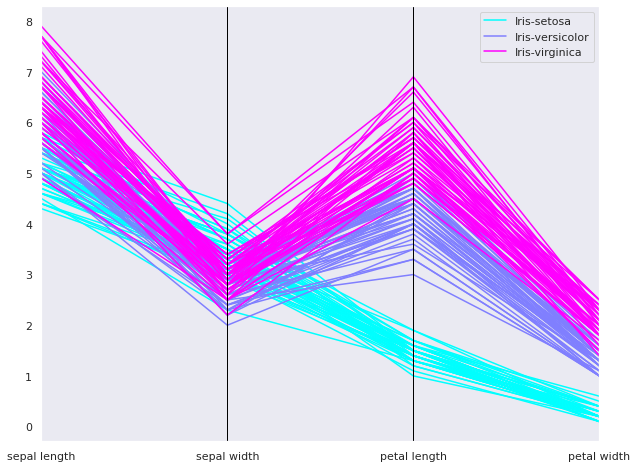 8
7
6
5
4
3
2
1
0
Iris-setosa
Iris-versicolor
Iris-virginica
sepal length
sepal width
petal length
petal width